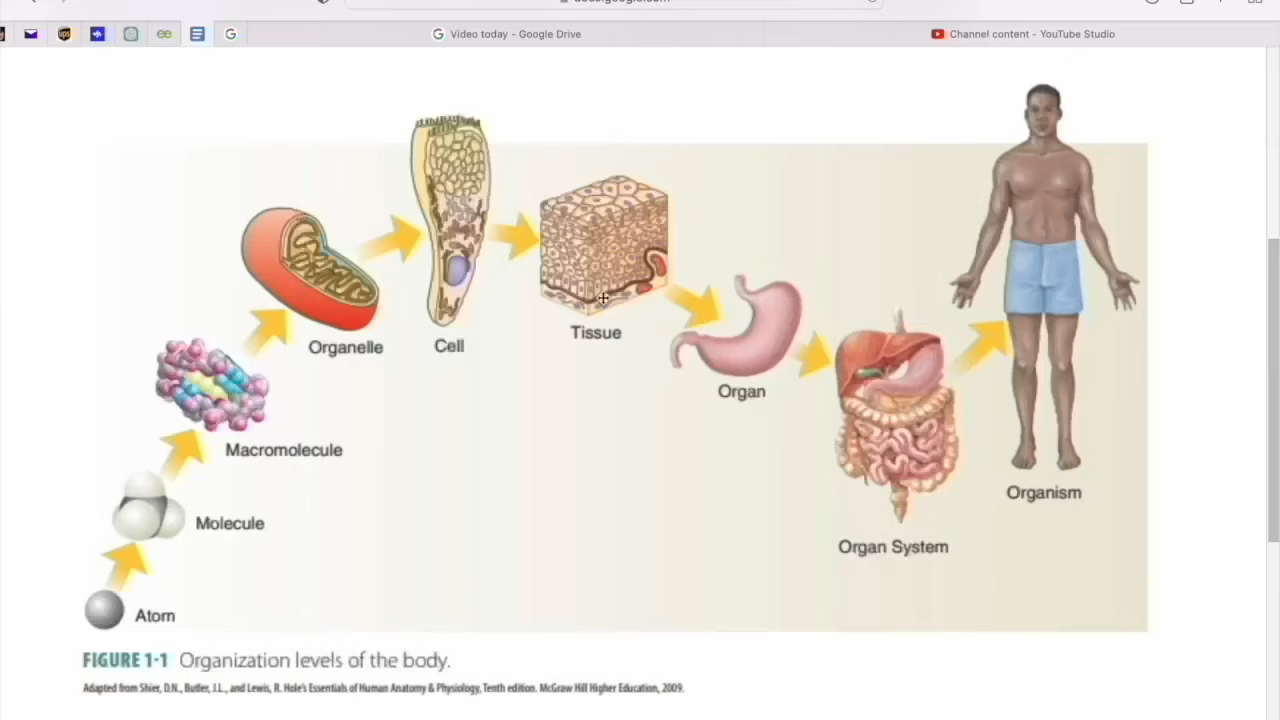 ups
ee
Video today - Google Drive
Channel content - YouTube Studio
Organelle
Cell
Tissue
Organ
Macromolecule
Organism
Molecule
Organ System
Atom
FIGURE 1-1 Organization levels of the body.
Adapted from Shier, D.N., Butler, J.L., and Lewis, R. Hole's Essentials of Human Anatomy & Physiology, Tenth edition. McGraw Hill Higher Education, 2009.